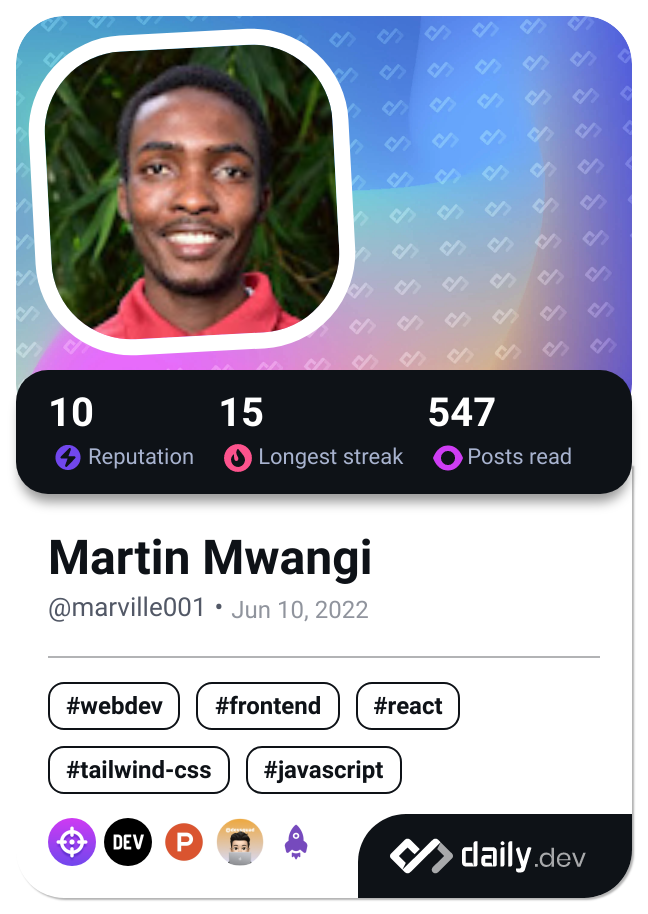 10 15 547
Reputation Longest streak Posts read
Martin Mwangi
@marville001 • Jun 10, 2022
#webdev #frontend #react
#tailwind-css #javascript
DEV P
daily.dev